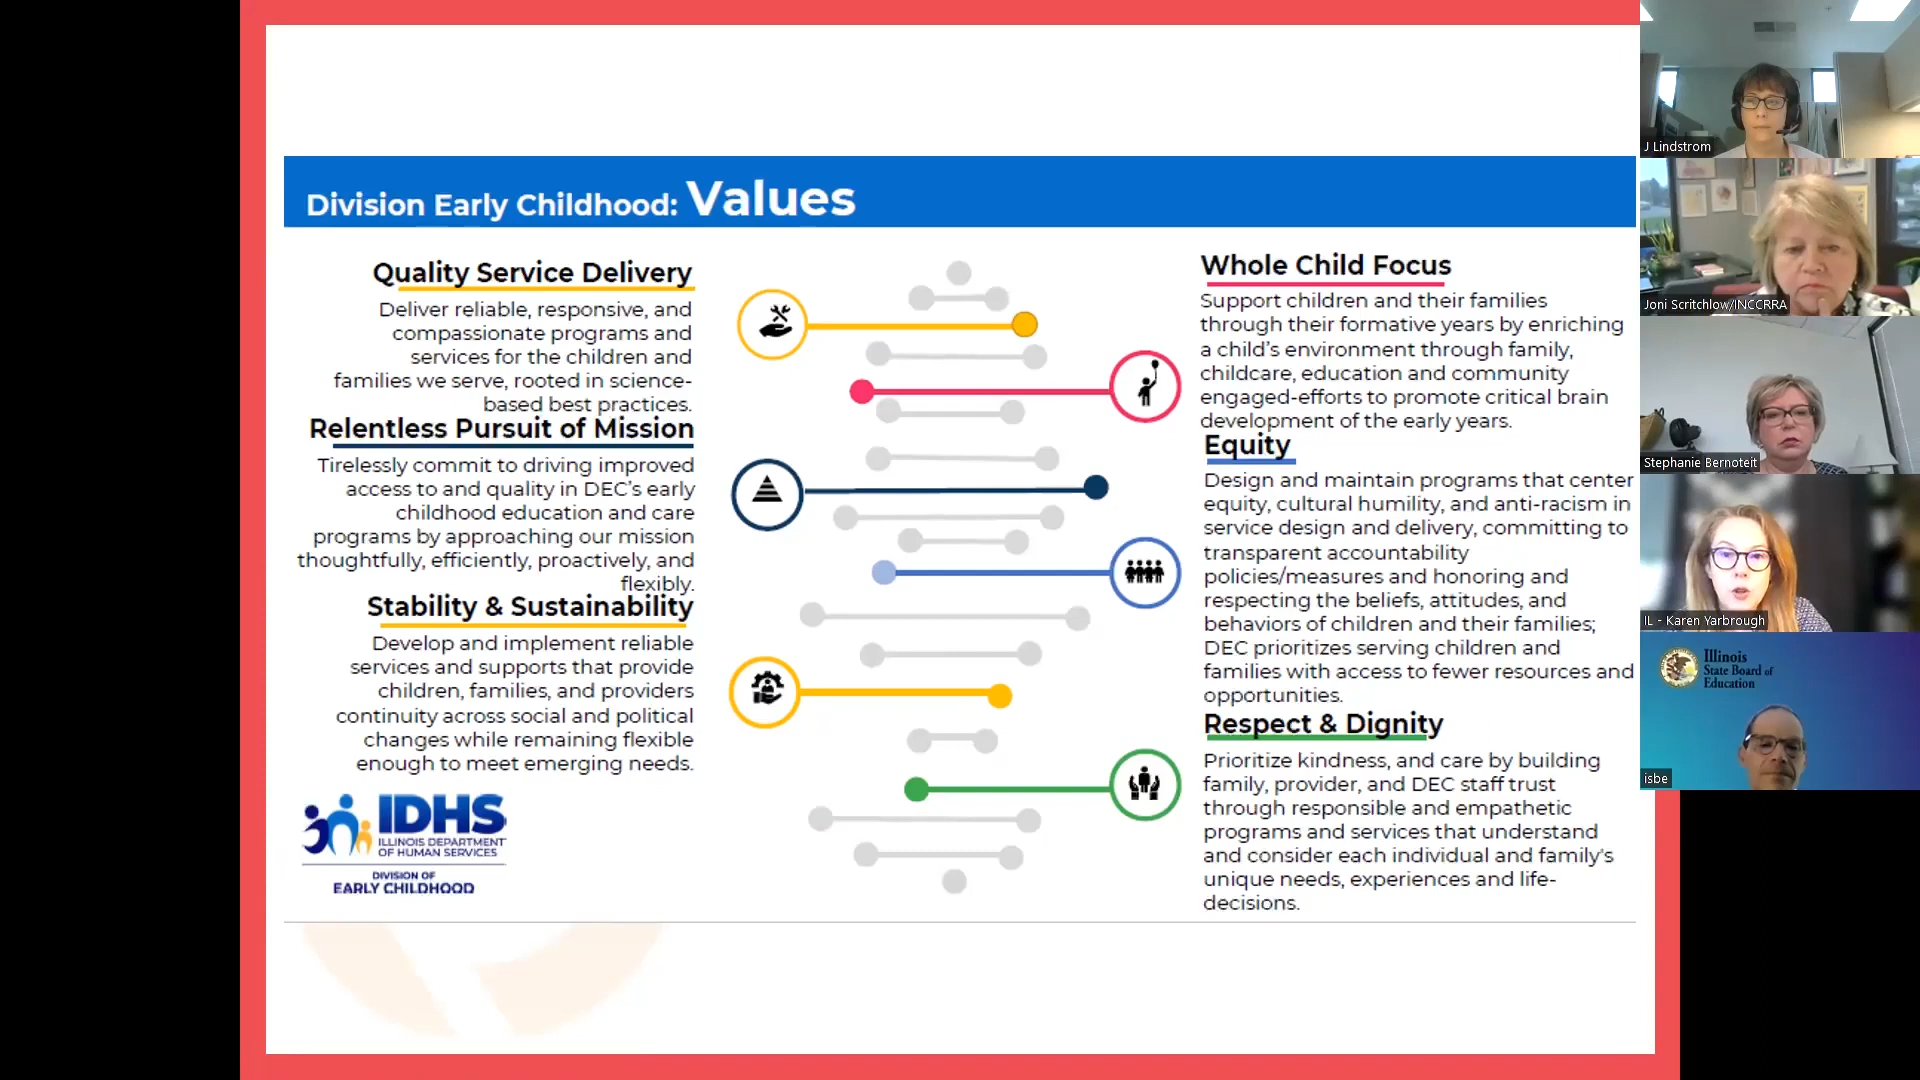 Division Early Childhood: Values
Quality Service Delivery
Deliver reliable, responsive, and
compassionate programs and
services for the children and
families we serve, rooted in science-
based best practices.
Relentless Pursuit of Mission
Tirelessly commit to driving improved
access to and quality in DEC's early
childhood education and care
programs by approaching our mission
thoughtfully, efficiently, proactively, and
flexibly.
Stability & Sustainability
Develop and implement reliable
services and supports that provide
children, families, and providers
continuity across social and political
changes while remaining flexible
enough to meet emerging needs.
IDHS
ILLINOIS DEPARTMENT
OF HUMAN SERVICES
DIVISION OF
EARLY CHILDHOOD
Whole Child Focus
Support children and their families
through their formative years by enriching
a child's environment through family,
childcare, education and community
engaged-efforts to promote critical brain
development of the early years.
Equity
Design and maintain programs that center
equity, cultural humility, and anti-racism in
service design and delivery, committing to
transparent accountability
policies/measures and honoring and
respecting the beliefs, attitudes, and
behaviors of children and their families;
DEC prioritizes serving children and
families with access to fewer resources and
opportunities.
Respect & Dignity
Prioritize kindness, and care by building
family, provider, and DEC staff trust
through responsible and empathetic
programs and services that understand
and consider each individual and family's
unique needs, experiences and life-
decisions.
J Lindstrom
Joni Scritchlow/INCCRRA
Stephanie Bernoteit
IL - Karen Yarbrough
Illinois
State Board of
Education
isbe